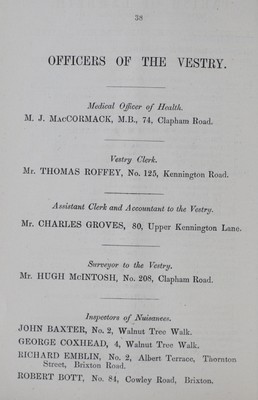 38
OFFICERS OF THE VESTRY.
Medical Officer of Health.
M. J. MACCORMACK, M.B., 74, Clapham Road.
Vestry Clerk.
Mr. THOMAS ROFFEY, No. 125, Kennington Road.
Assistant Clerk and Accountant to the Vestry.
Mr. CHARLES GROVES, 80, Upper Kennington Lane.
Surveyor to the Vestry.
Mr. HUGH McINTOSH, No. 208, Clapham Road.
Inspectors of Nuisances.
JOHN BAXTER, No. 2, Walnut Tree Walk.
GEORGE COXHEAD, 4, Walnut Tree Walk.
RICHARD EMBLIN, No. 2, Albert Terrace, Thornton
Street, Brixton Road.
ROBERT BOTT, No. 84, Cowley Road, Brixton.